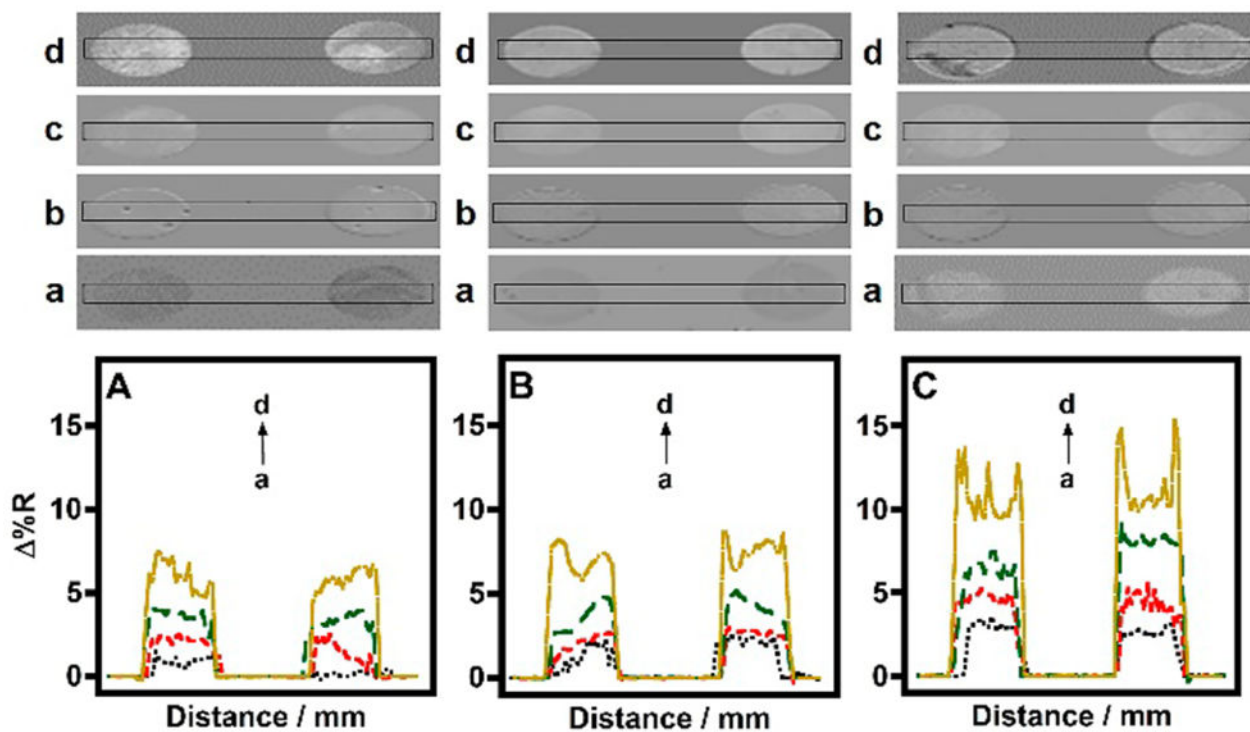 d d d
c c c
b b b
a a a
A B C
d d d
a a a
15 15 15
10 10 10
5 5 5
0 0 0
Δ%R
Distance / mm Distance / mm Distance / mm